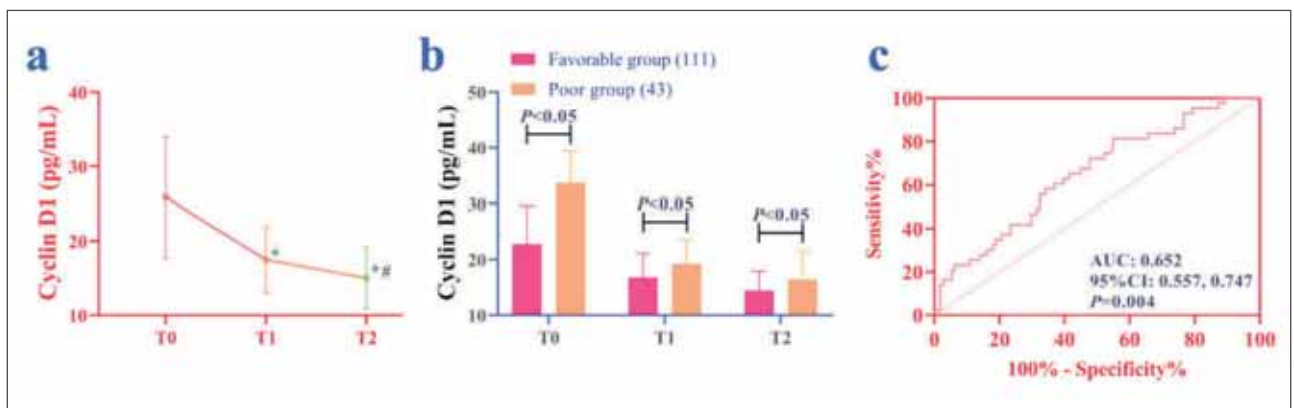 a
Cyclin D1 (pg/mL)
40
30
20
10
*
*#
T0
T1
T2
b
Favorable group (111)
Poor group (43)
Cyclin D1 (pg/mL)
50
40
30
20
10
P<0.05
P<0.05
P<0.05
T0
T1
T2
c
Sensitivity%
100
80
60
40
20
0
AUC: 0.652
95%CI: 0.557, 0.747
P=0.004
0
20
40
60
80
100
100% - Specificity%